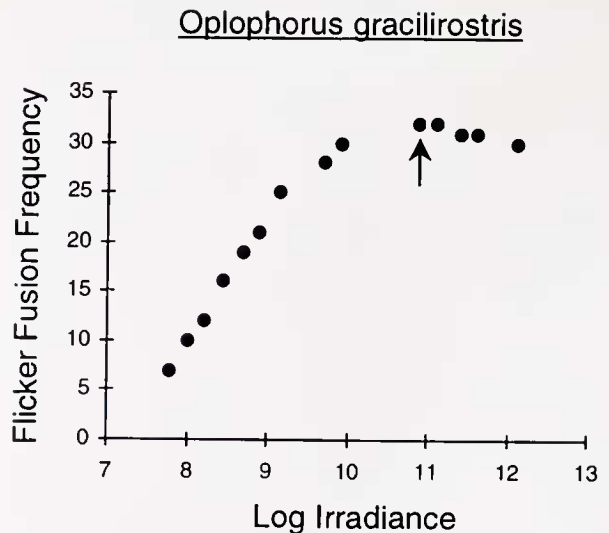 Oplophorus gracilirostris
Flicker Fusion Frequency
35
30
25
20
15
10
5
0
7 8 9 10 11 12 13
Log Irradiance